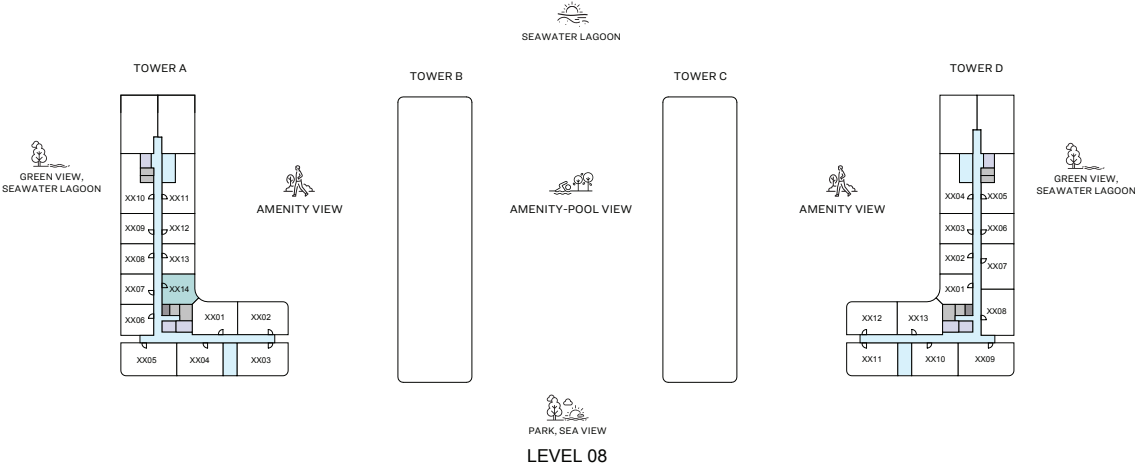 SEAWATER LAGOON
TOWER A
TOWER B
TOWER C
TOWER D
GREEN VIEW,
SEAWATER LAGOON
AMENITY VIEW
AMENITY-POOL VIEW
AMENITY VIEW
GREEN VIEW,
SEAWATER LAGOON
XX10 XX11
XX09 XX12
XX08 XX13
XX07 XX14
XX06 XX01 XX02
XX05 XX04 XX03
XX04 XX05
XX03 XX06
XX02 XX07
XX01
XX12 XX13 XX08
XX11 XX10 XX09
PARK, SEA VIEW
LEVEL 08